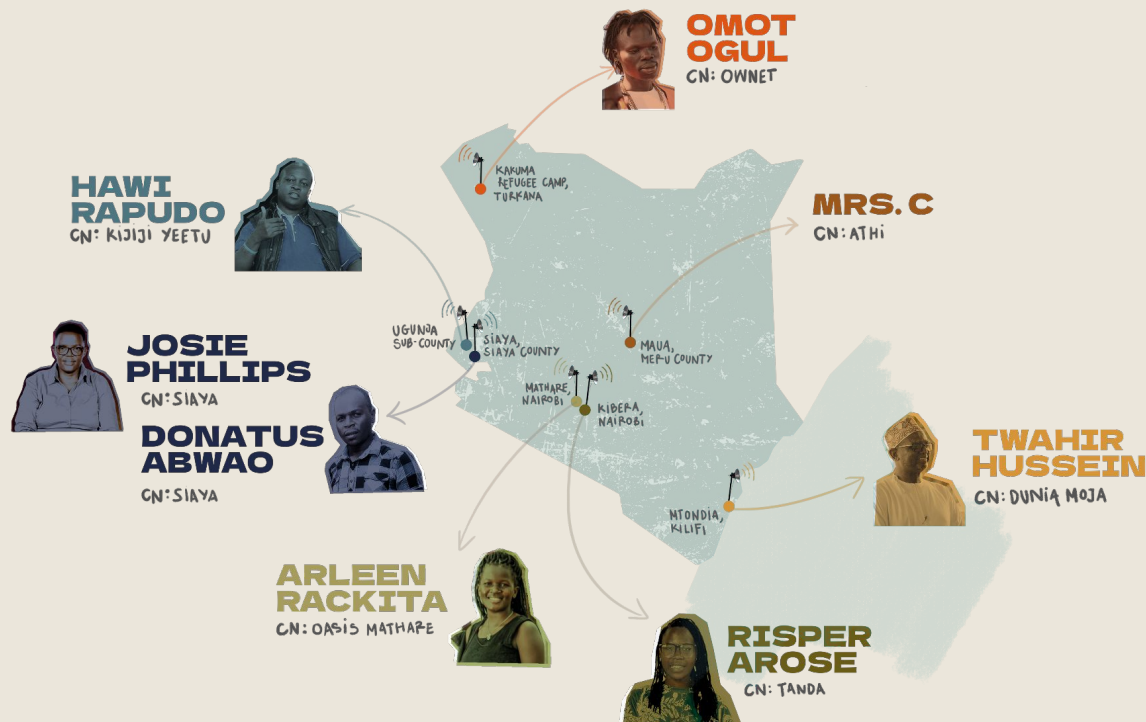 OMOT
OGUL
CN: OWNET
KAKUMA
REFUGEE CAMP,
TURKANA
HAWI
RAPUDO
CN: KIJIJI YEETU
MRS. C
CN: ATHI
UGUNJA
SUB-COUNTY
SIAYA,
SIAYA COUNTY
MAUA,
MERU COUNTY
JOSIE
PHILLIPS
CN: SIAYA
DONATUS
ABWAO
CN: SIAYA
MATHARE,
NAIROBI
KIBERA,
NAIROBI
TWAHIR
HUSSEIN
CN: DUNIA MOJA
MTONDIA,
KILIFI
ARLEEN
RACKITA
CN: OASIS MATHARE
RISPER
AROSE
CN: TANDA